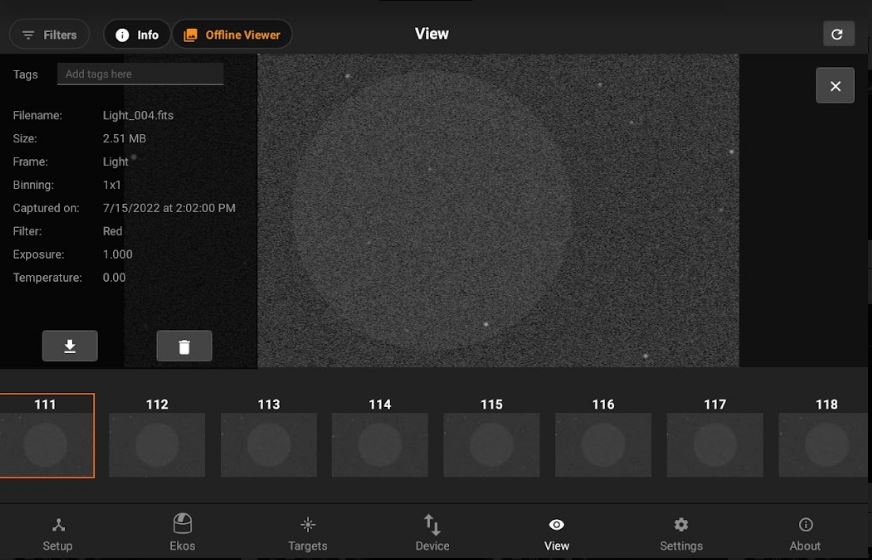 Filters Info Offline Viewer View
Tags Add tags here
Filename: Light_004.fits
Size: 2.51 MB
Frame: Light
Binning: 1x1
Captured on: 7/15/2022 at 2:02:00 PM
Filter: Red
Exposure: 1.000
Temperature: 0.00
111 112 113 114 115 116 117 118
Setup Ekos Targets Device View Settings About